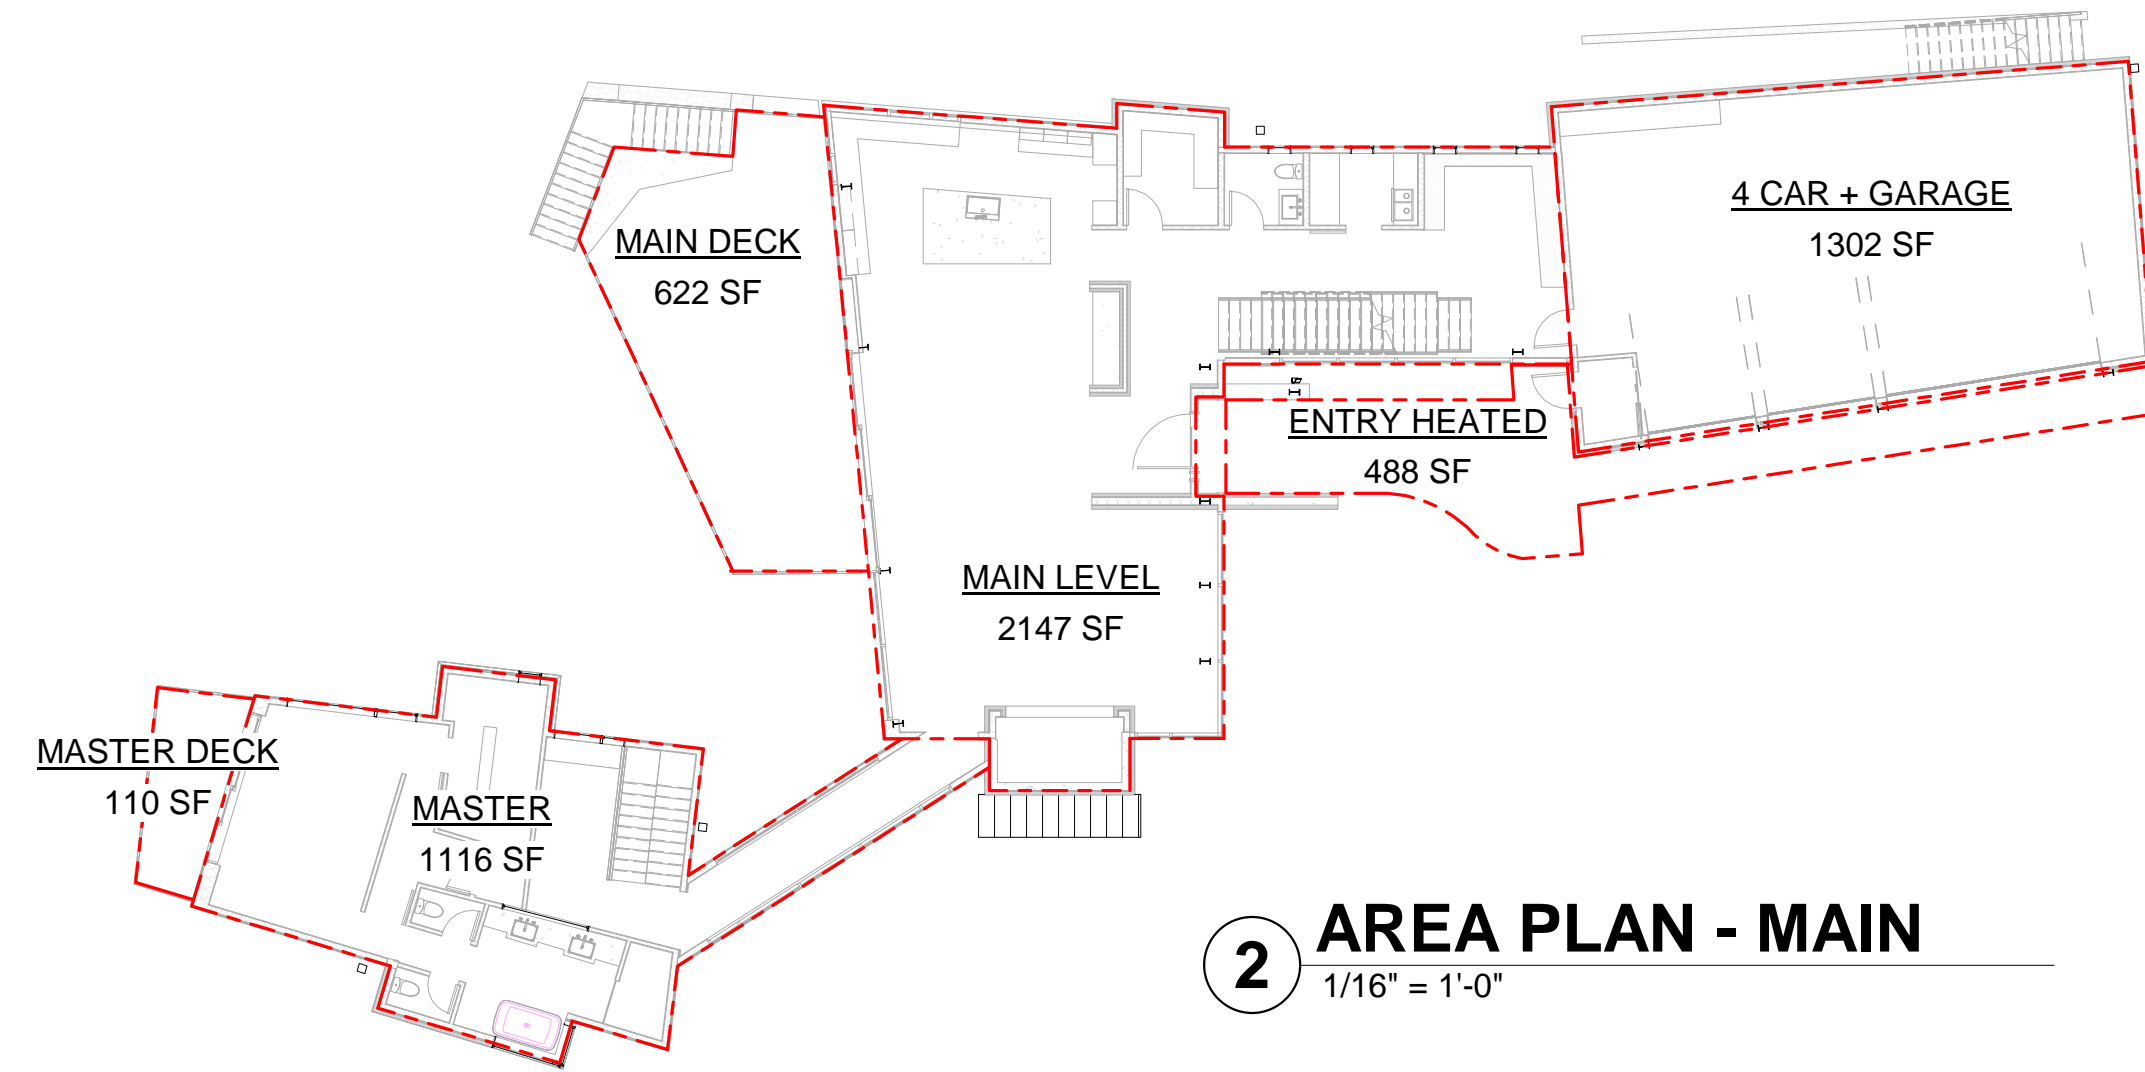 4 CAR + GARAGE
1302 SF
MAIN DECK
622 SF
ENTRY HEATED
488 SF
MAIN LEVEL
2147 SF
MASTER DECK
110 SF
MASTER
1116 SF
2
AREA PLAN - MAIN
1/16" = 1'-0"